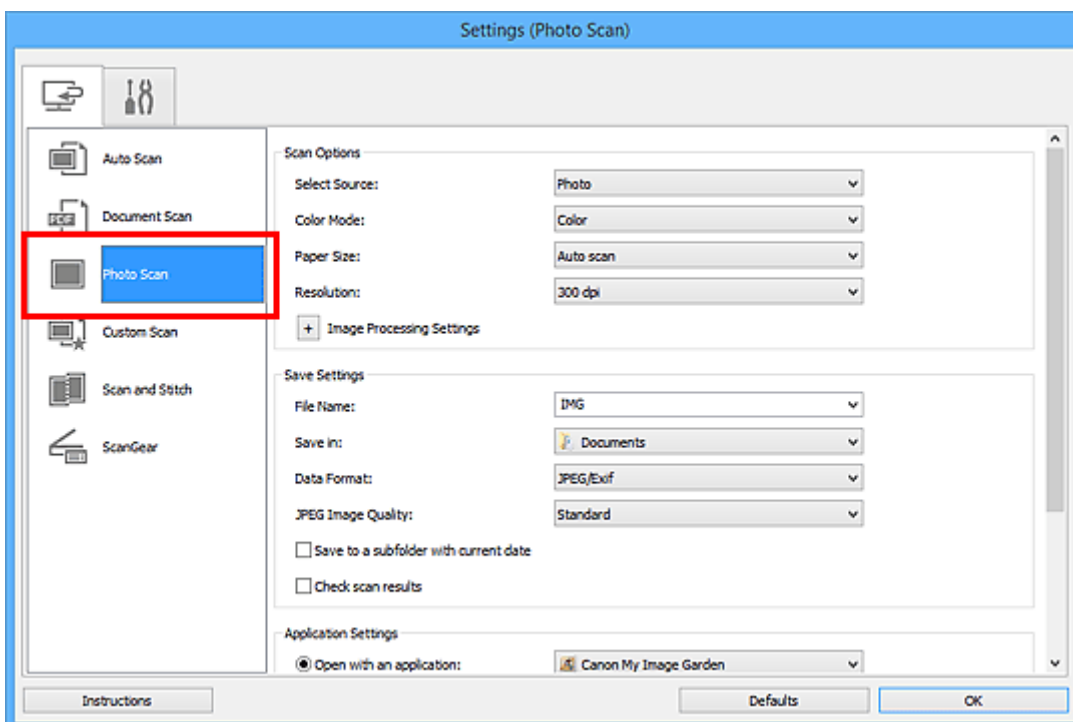 Settings (Photo Scan)
Auto Scan
PDF
Document Scan
Photo Scan
Custom Scan
Scan and Stitch
ScanGear
Scan Options
Select Source: Photo
Color Mode: Color
Paper Size: Auto scan
Resolution: 300 dpi
+ Image Processing Settings
Save Settings
File Name: IMG
Save in: Documents
Data Format: JPEG/Exif
JPEG Image Quality: Standard
Save to a subfolder with current date
Check scan results
Application Settings
Open with an application: Canon My Image Garden
Instructions Defaults OK